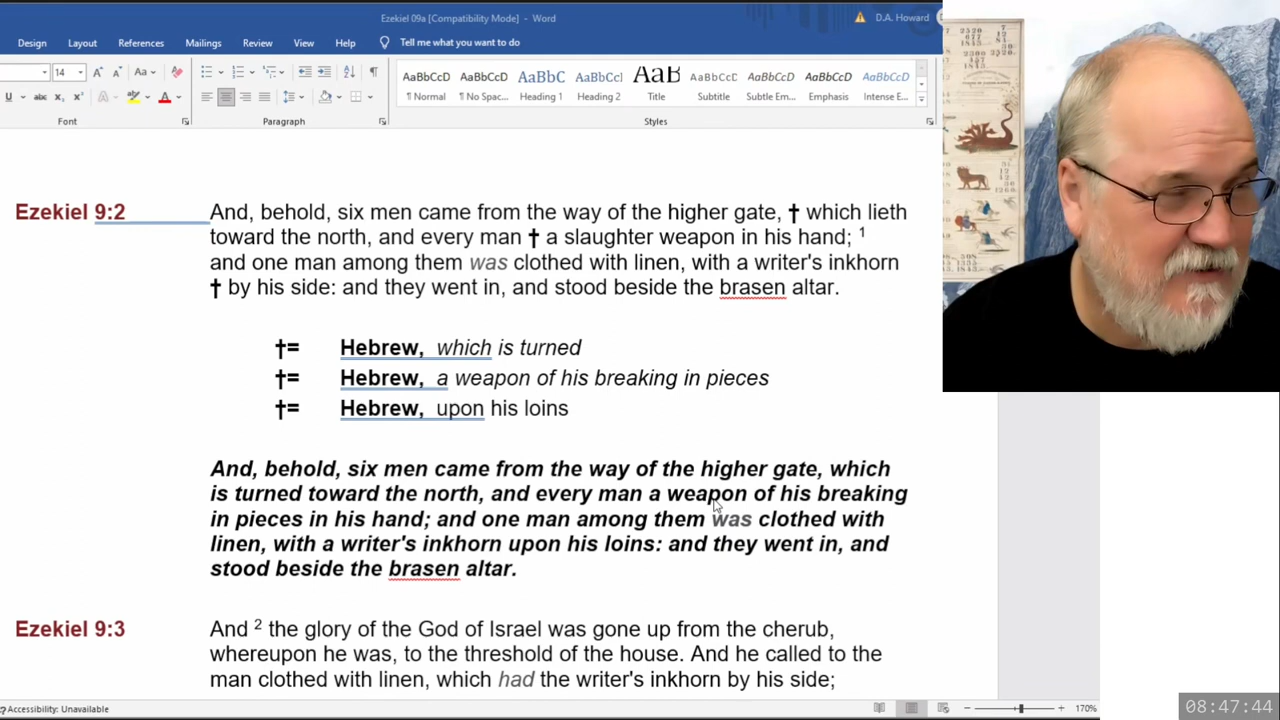 Ezekiel 09a [Compatibility Mode] - Word
D.A. Howard
Design Layout References Mailings Review View Help Tell me what you want to do
14
Aa
AaBbCcD AaBbCcD AaBbC AaBbCcI AaB AaBbCcD AaBbCcD AaBbCcD AaBbCcD
¶ Normal ¶ No Spac... Heading 1 Heading 2 Title Subtitle Subtle Em... Emphasis Intense E...
Font Paragraph Styles
Ezekiel 9:2 And, behold, six men came from the way of the higher gate, † which lieth
toward the north, and every man † a slaughter weapon in his hand; 1
and one man among them was clothed with linen, with a writer's inkhorn
† by his side: and they went in, and stood beside the brasen altar.
†= Hebrew, which is turned
†= Hebrew, a weapon of his breaking in pieces
†= Hebrew, upon his loins
And, behold, six men came from the way of the higher gate, which
is turned toward the north, and every man a weapon of his breaking
in pieces in his hand; and one man among them was clothed with
linen, with a writer's inkhorn upon his loins: and they went in, and
stood beside the brasen altar.
Ezekiel 9:3 And 2 the glory of the God of Israel was gone up from the cherub,
whereupon he was, to the threshold of the house. And he called to the
man clothed with linen, which had the writer's inkhorn by his side;
Accessibility: Unavailable
170%
08:47:44